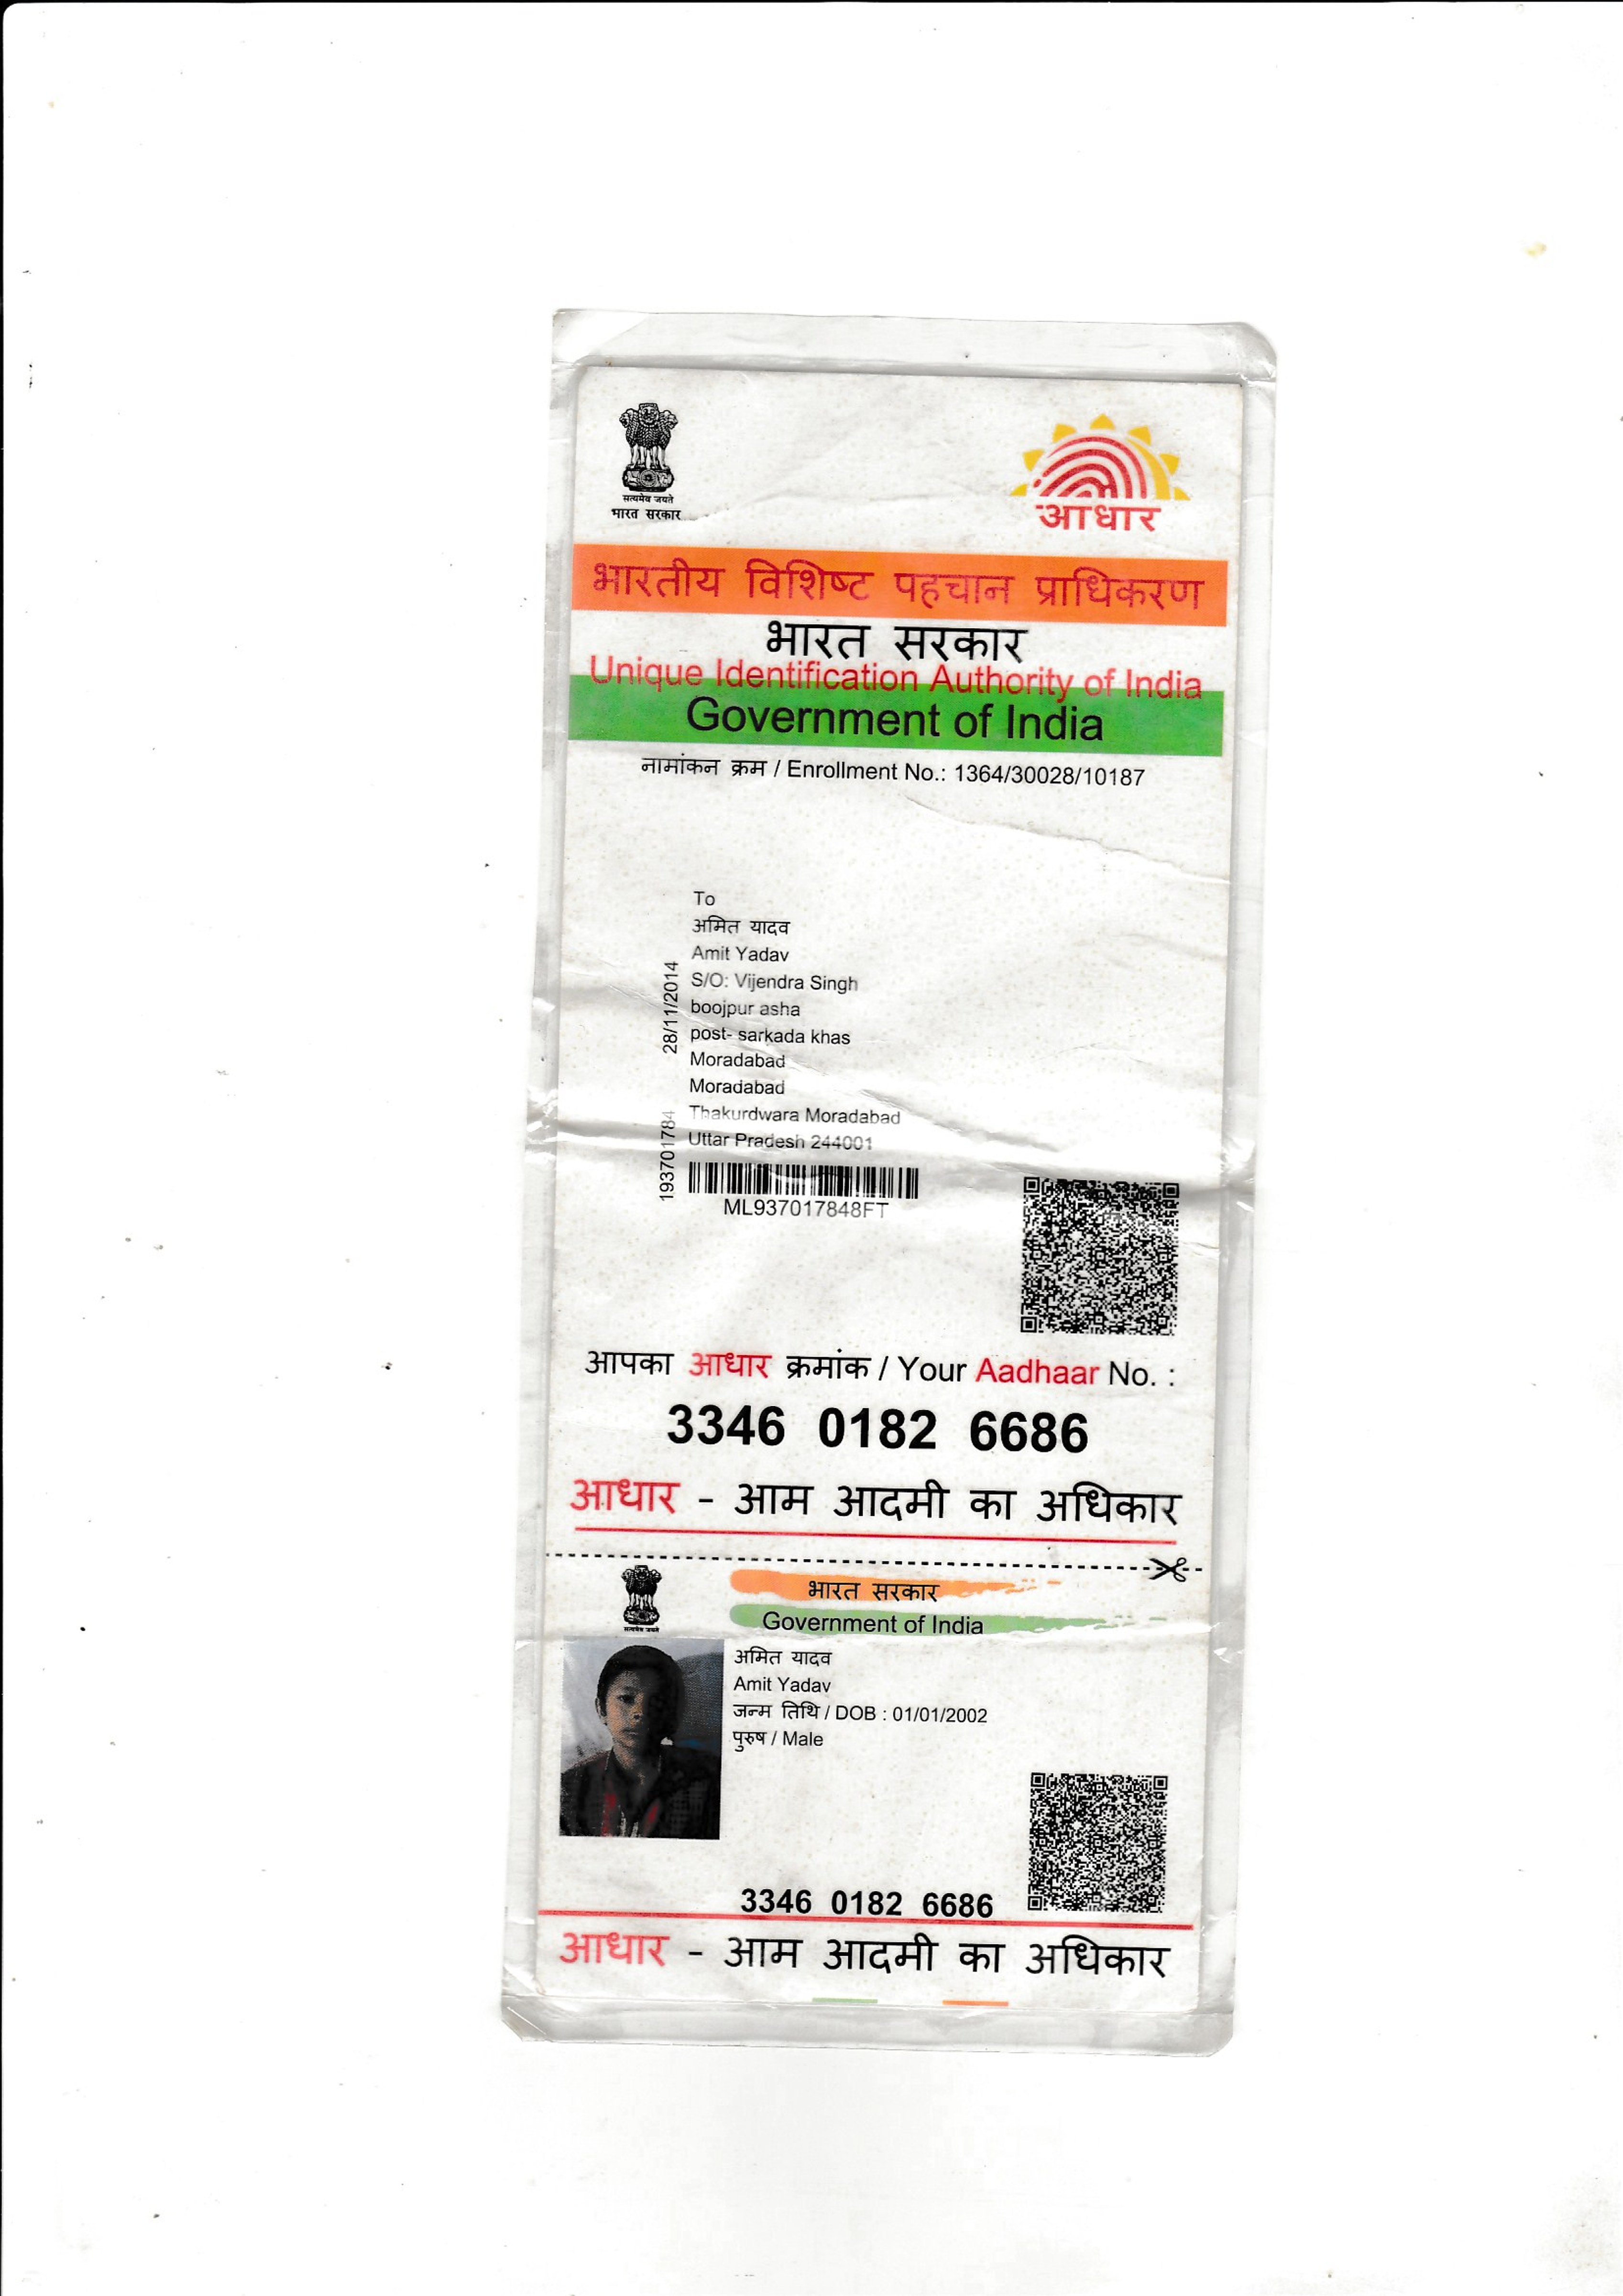 सत्यमेव जयते
भारत सरकार
आधार
भारतीय विशिष्ट पहचान प्राधिकरण
भारत सरकार
Unique Identification Authority of India
Government of India
नामांकन क्रम / Enrollment No.: 1364/30028/10187
To
अमित यादव
Amit Yadav
S/O: Vijendra Singh
boojpur asha
post- sarkada khas
Moradabad
Moradabad
Thakurdwara Moradabad
Uttar Pradesh 244001
28/11/2014
193701784
ML937017848FT
आपका आधार क्रमांक / Your Aadhaar No. :
3346 0182 6686
आधार - आम आदमी का अधिकार
सत्यमेव जयते
भारत सरकार
Government of India
अमित यादव
Amit Yadav
जन्म तिथि / DOB : 01/01/2002
पुरुष / Male
3346 0182 6686
आधार - आम आदमी का अधिकार